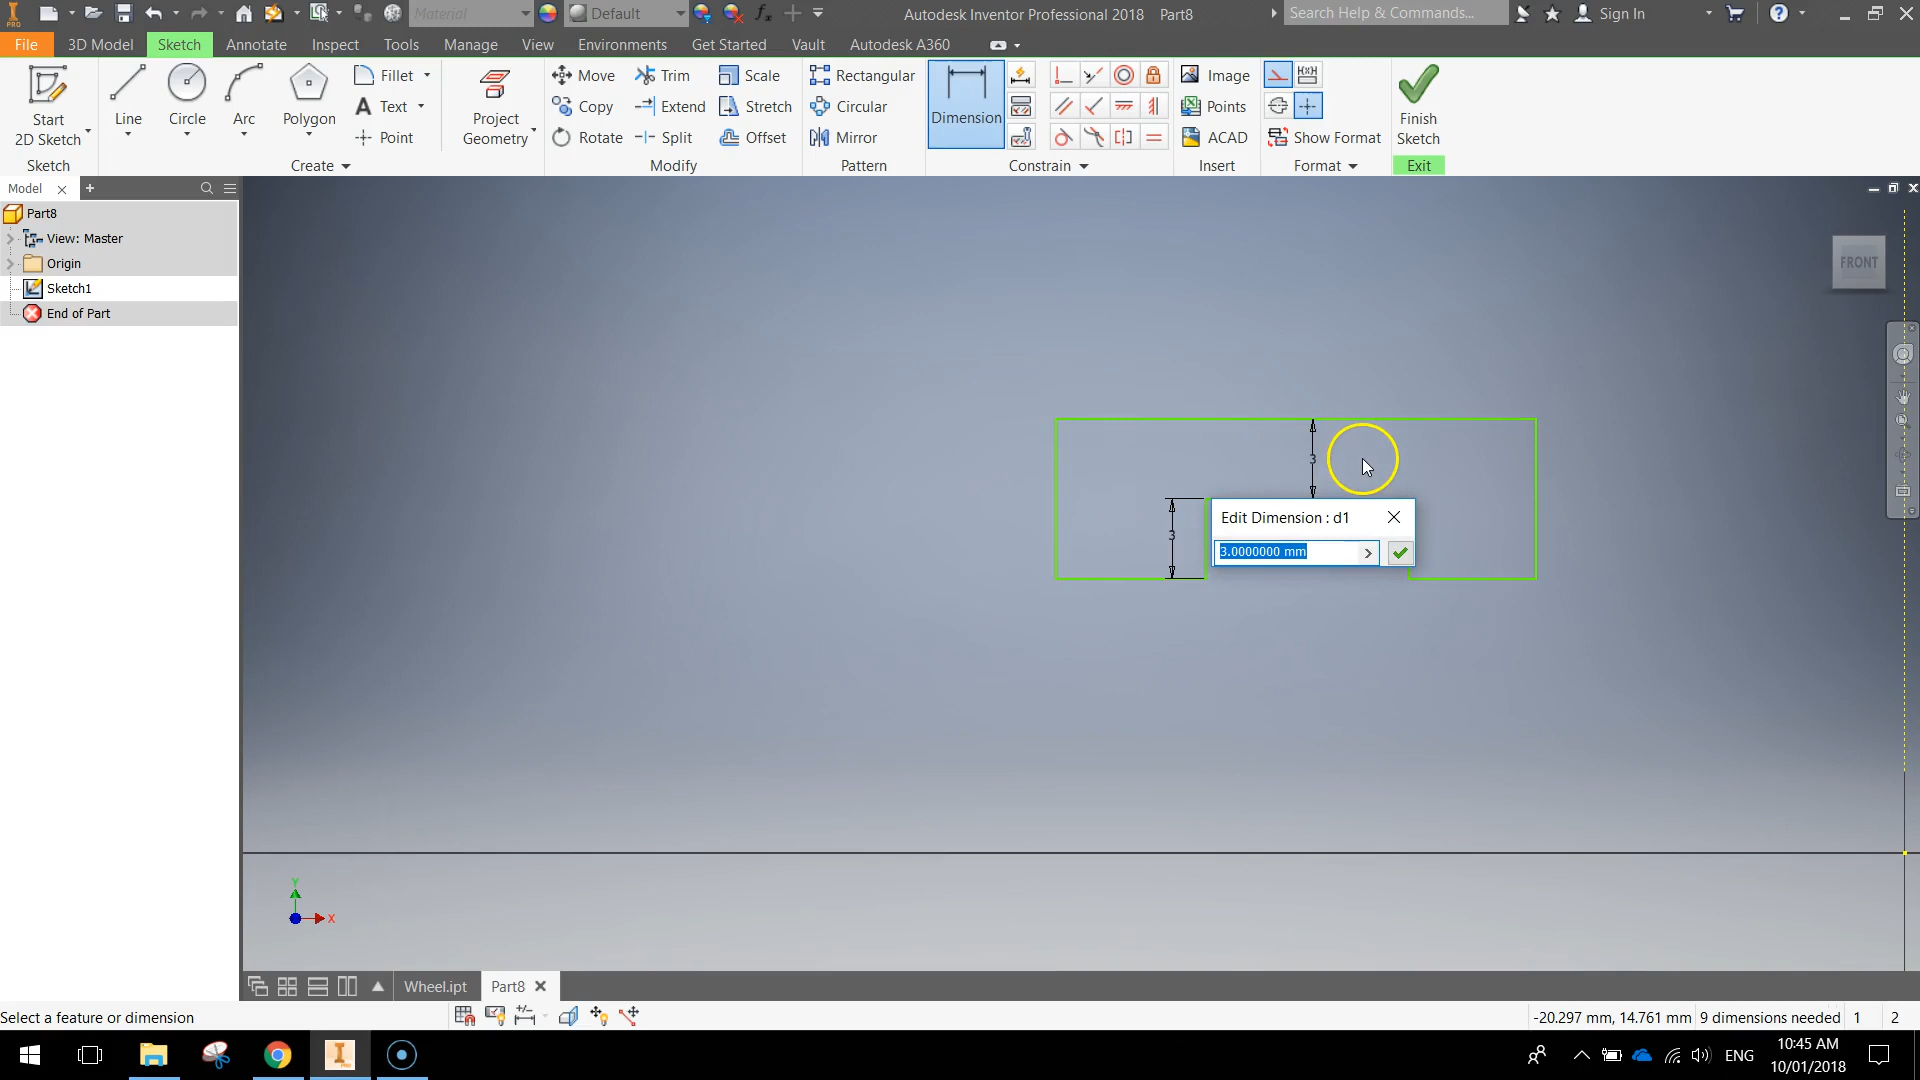 Material
Default
Autodesk Inventor Professional 2018 Part8
Search Help & Commands...
Sign In
PRO
File
3D Model
Sketch
Annotate
Inspect
Tools
Manage
View
Environments
Get Started
Vault
Autodesk A360
Start
2D Sketch
Line
Circle
Arc
Polygon
Fillet
Text
Point
Project
Geometry
Move
Copy
Rotate
Trim
Extend
Split
Scale
Stretch
Offset
Rectangular
Circular
Mirror
Dimension
Image
Points
ACAD
Show Format
Finish
Sketch
Sketch
Create
Modify
Pattern
Constrain
Insert
Format
Exit
Model
Part8
View: Master
Origin
Sketch1
End of Part
FRONT
3
3
Edit Dimension : d1
3.0000000 mm
Y
X
Wheel.ipt
Part8
Select a feature or dimension
-20.297 mm, 14.761 mm
9 dimensions needed
1
2
ENG
10:45 AM
10/01/2018